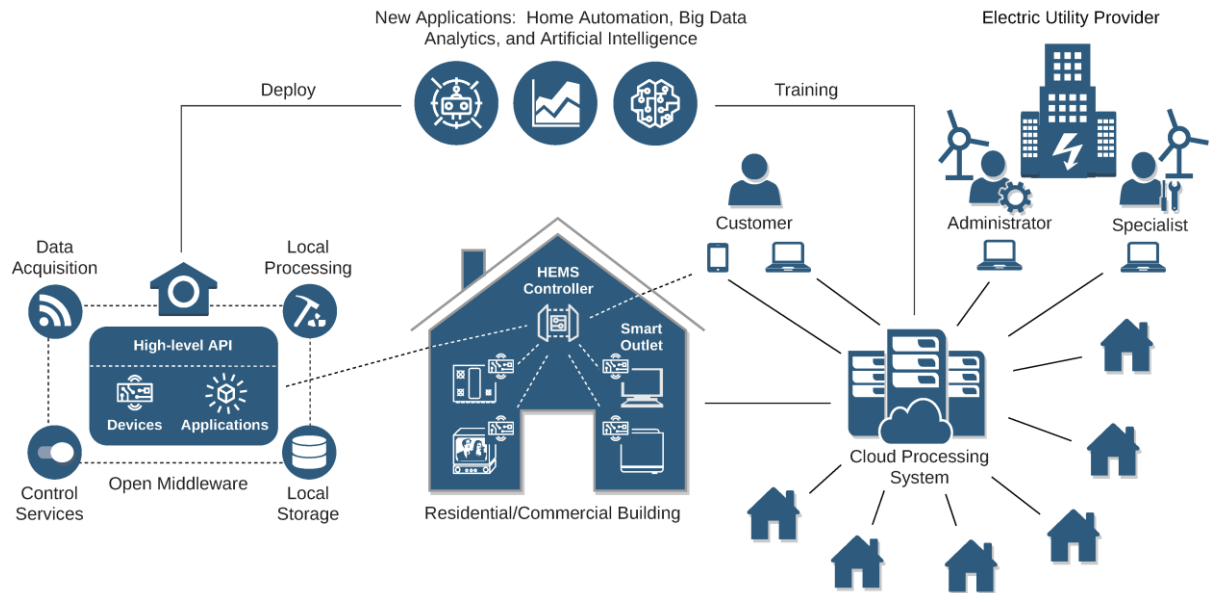 New Applications:  Home Automation, Big Data
Analytics, and Artificial Intelligence
Electric Utility Provider
Deploy
Training
Customer
Administrator
Specialist
Data
Acquisition
Local
Processing
HEMS
Controller
High-level API
Smart
Outlet
Devices
Applications
Open Middleware
Control
Services
Local
Storage
Residential/Commercial Building
Cloud Processing
System